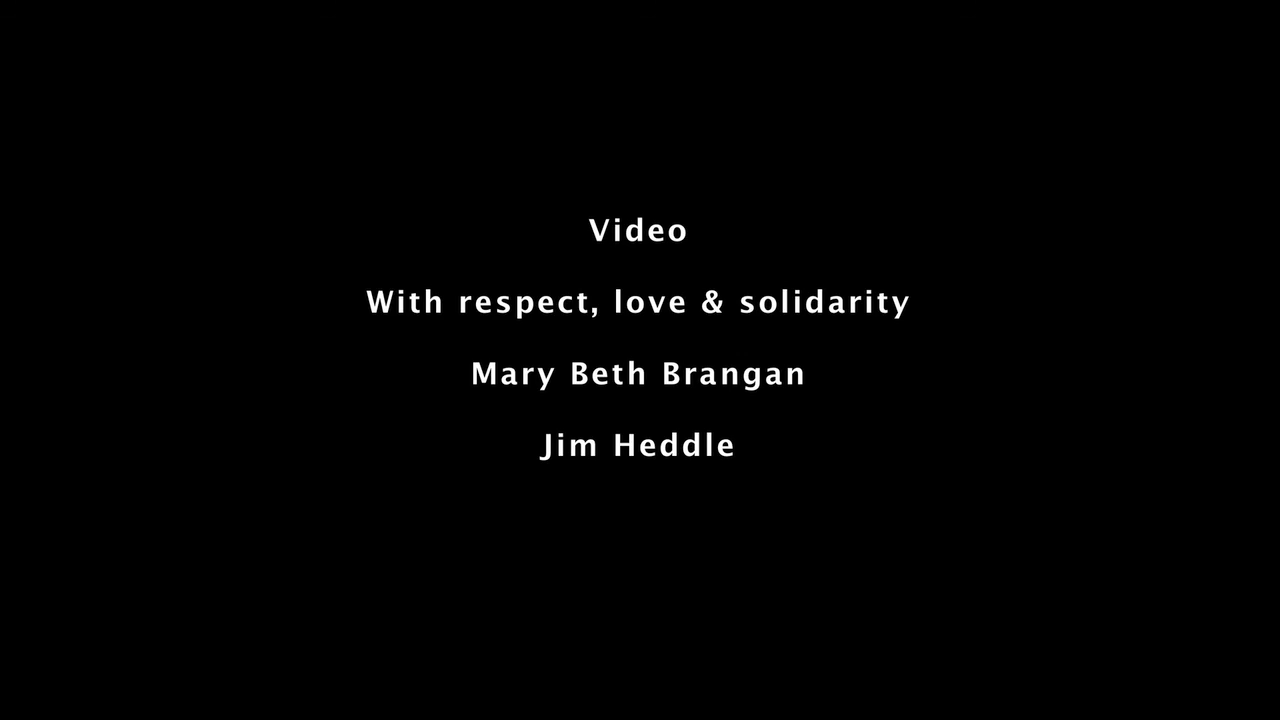 Video
With respect, love & solidarity
Mary Beth Brangan
Jim Heddle